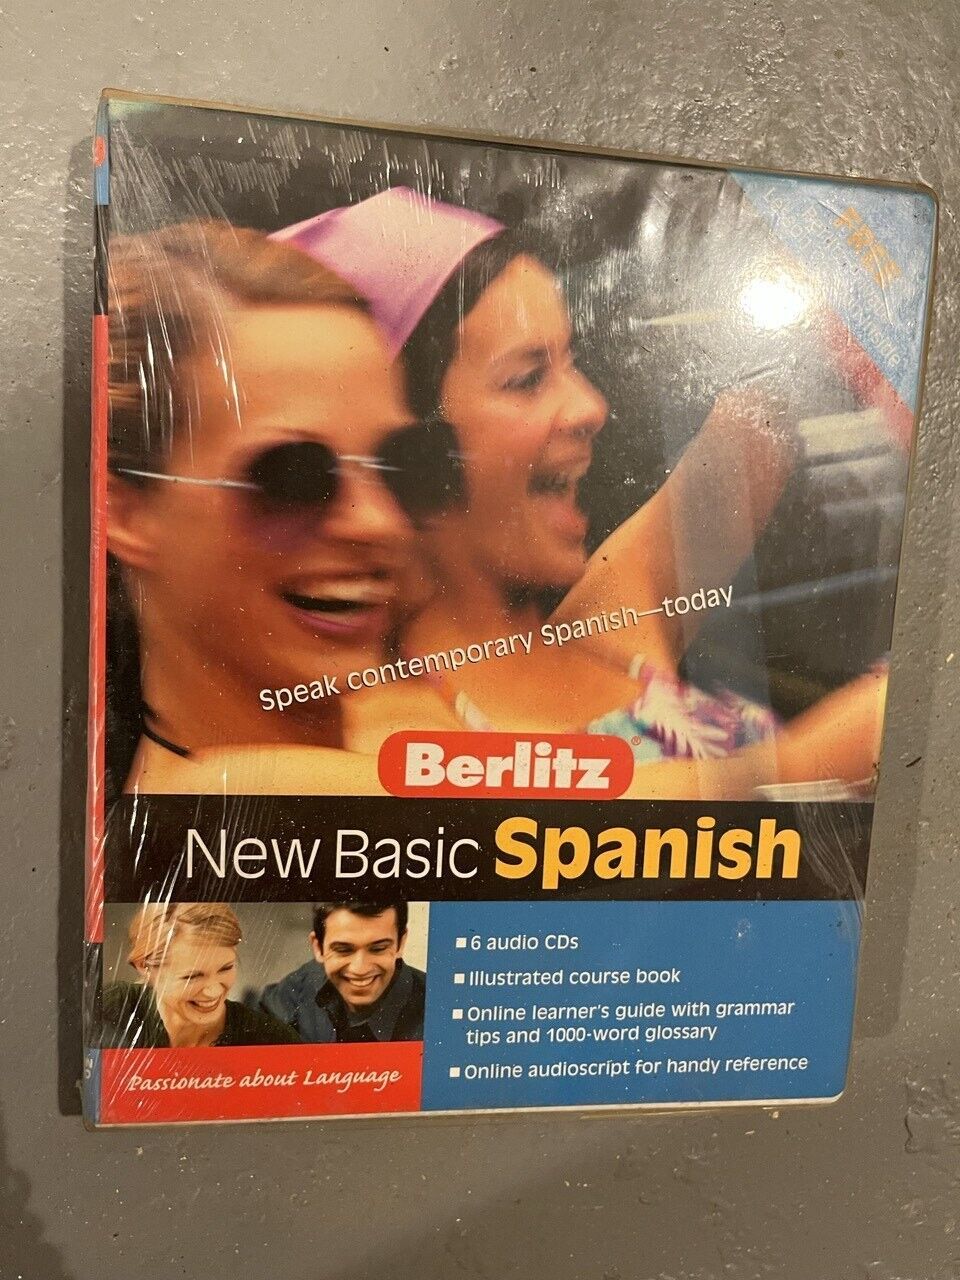 FREE
Speak contemporary Spanish—today
Berlitz®
New Basic Spanish
6 audio CDs
Illustrated course book
Online learner's guide with grammar
tips and 1000-word glossary
Online audioscript for handy reference
Passionate about Language